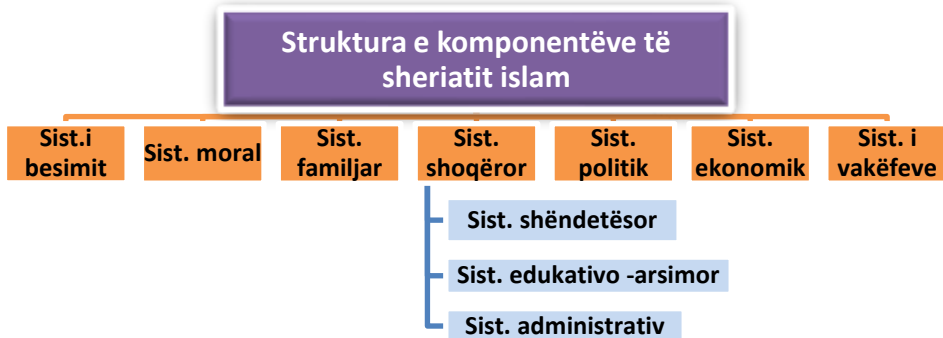 Struktura e komponentëve të
sheriatit islam
Sist.i
besimit
Sist. moral
Sist.
familjar
Sist.
shoqëror
Sist.
politik
Sist.
ekonomik
Sist. i
vakëfeve
Sist. shëndetësor
Sist. edukativo -arsimor
Sist. administrativ